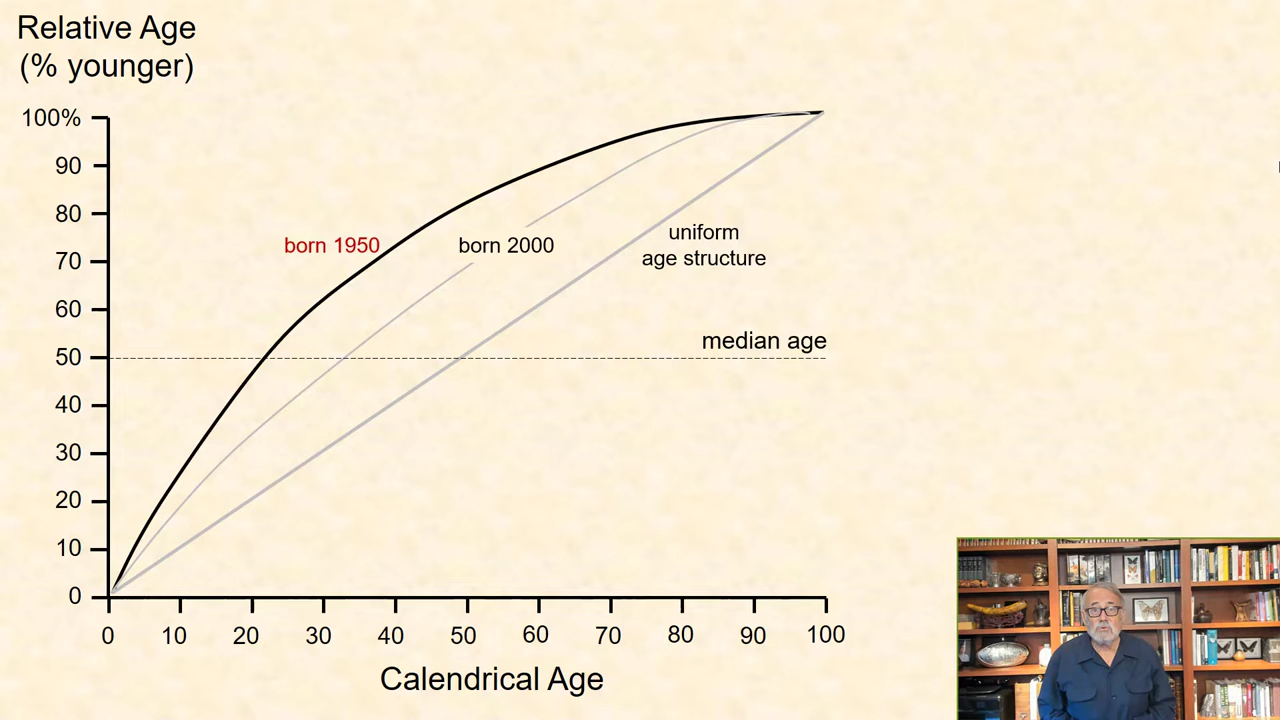 Relative Age
(% younger)
100%
90
80
70
60
50
40
30
20
10
0
born 1950
born 2000
uniform
age structure
median age
0 10 20 30 40 50 60 70 80 90 100
Calendrical Age